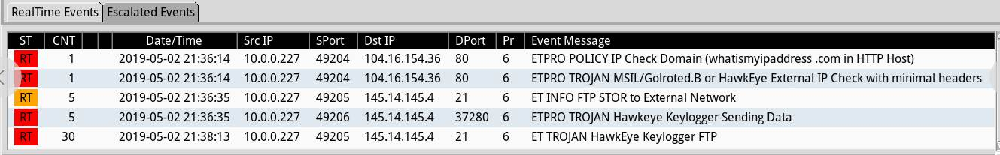 RealTime Events Escalated Events
ST CNT Date/Time Src IP SPort Dst IP DPort Pr Event Message
RT 1 2019-05-02 21:36:14 10.0.0.227 49204 104.16.154.36 80 6 ETPRO POLICY IP Check Domain (whatismyipaddress .com in HTTP Host)
RT 1 2019-05-02 21:36:14 10.0.0.227 49204 104.16.154.36 80 6 ETPRO TROJAN MSIL/Golroted.B or HawkEye External IP Check with minimal headers
RT 5 2019-05-02 21:36:35 10.0.0.227 49205 145.14.145.4 21 6 ET INFO FTP STOR to External Network
RT 5 2019-05-02 21:36:35 10.0.0.227 49206 145.14.145.4 37280 6 ETPRO TROJAN Hawkeye Keylogger Sending Data
RT 30 2019-05-02 21:38:13 10.0.0.227 49205 145.14.145.4 21 6 ET TROJAN HawkEye Keylogger FTP